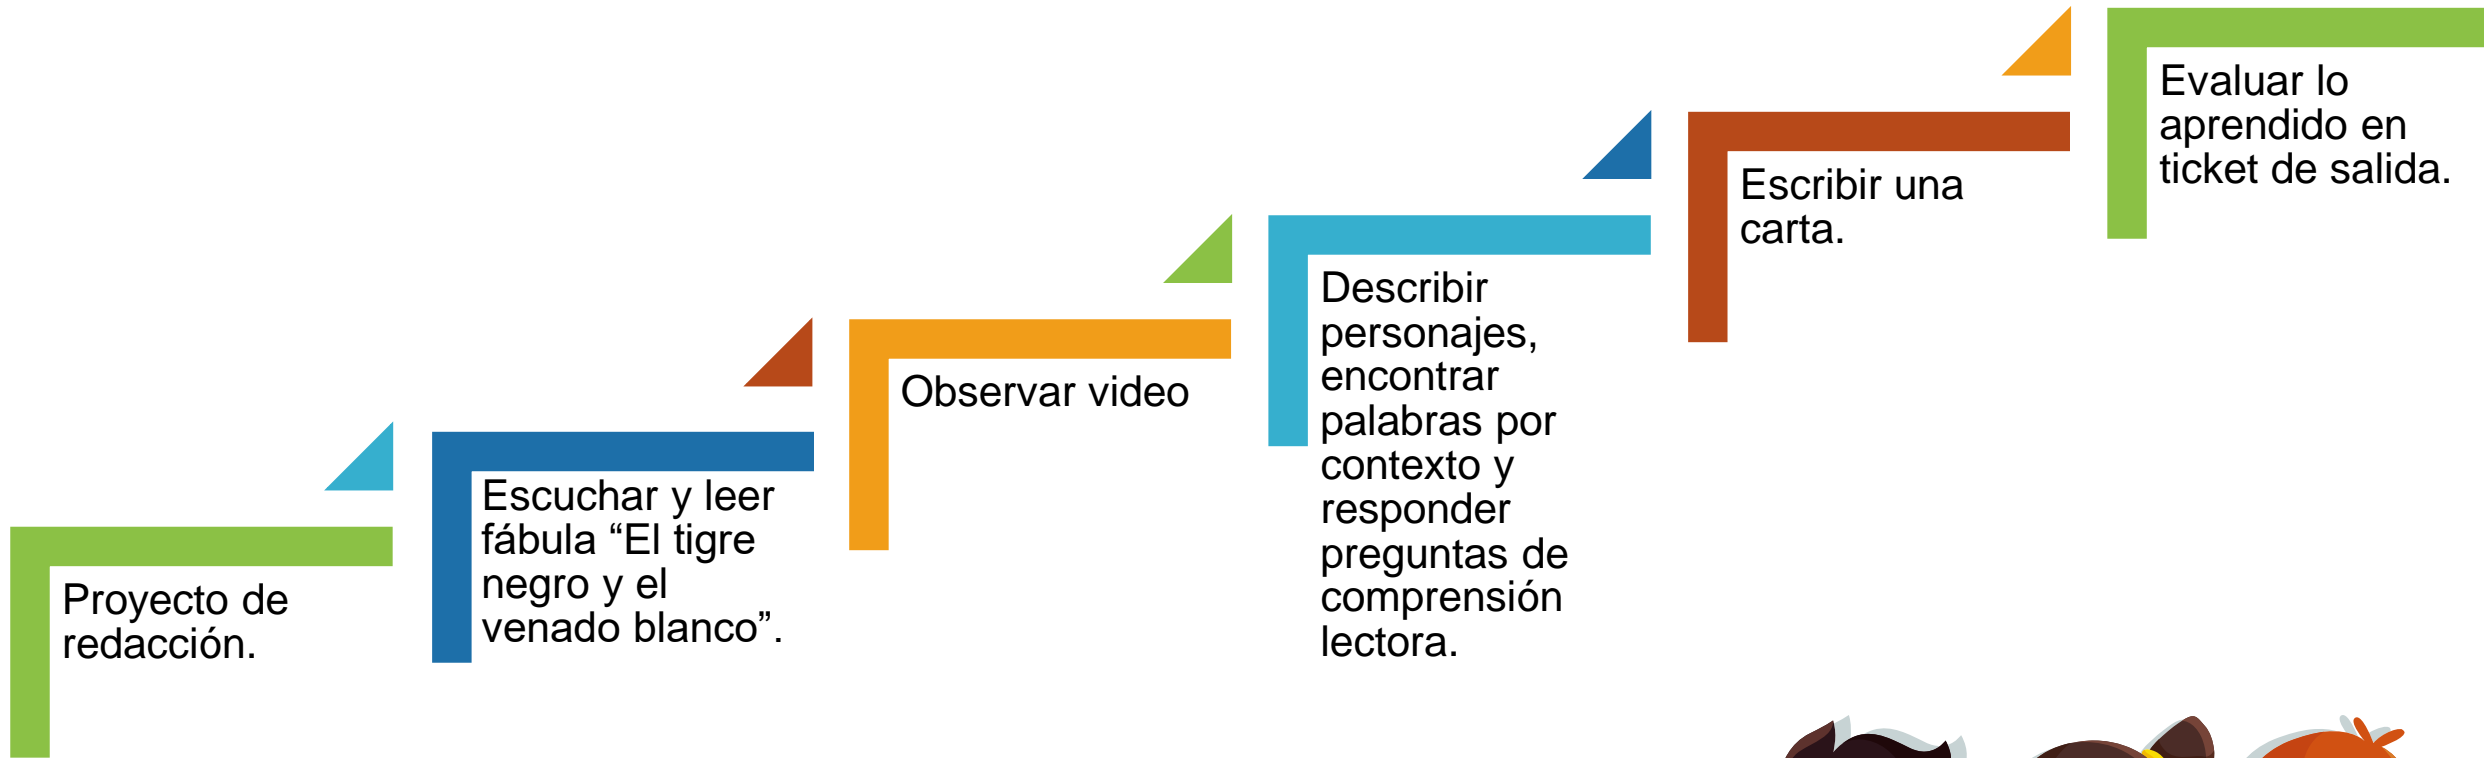 Proyecto de
redacción.
Escuchar y leer
fábula “El tigre
negro y el
venado blanco”.
Observar video
Describir
personajes,
encontrar
palabras por
contexto y
responder
preguntas de
comprensión
lectora.
Escribir una
carta.
Evaluar lo
aprendido en
ticket de salida.